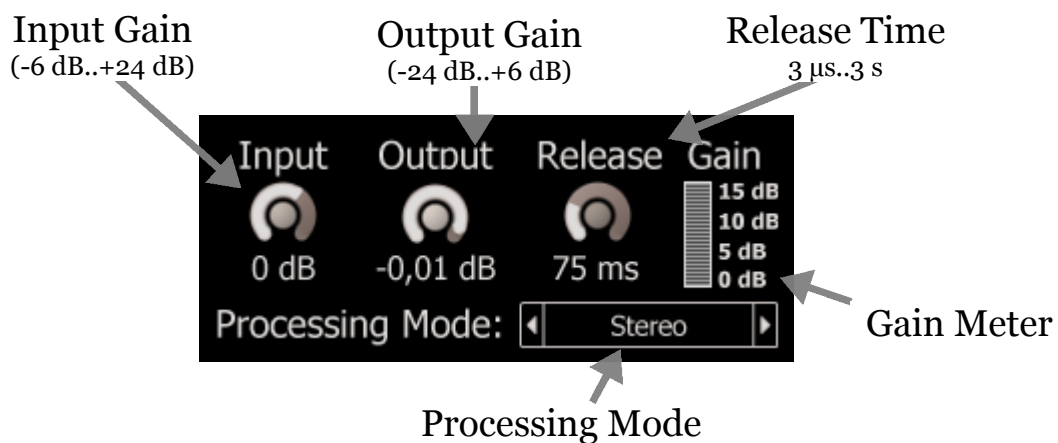 Input Gain
(-6 dB..+24 dB)
Output Gain
(-24 dB..+6 dB)
Release Time
3 µs..3 s
Input
Output
Release
Gain
15 dB
10 dB
5 dB
0 dB
0 dB
-0,01 dB
75 ms
Processing Mode:
Stereo
Gain Meter
Processing Mode